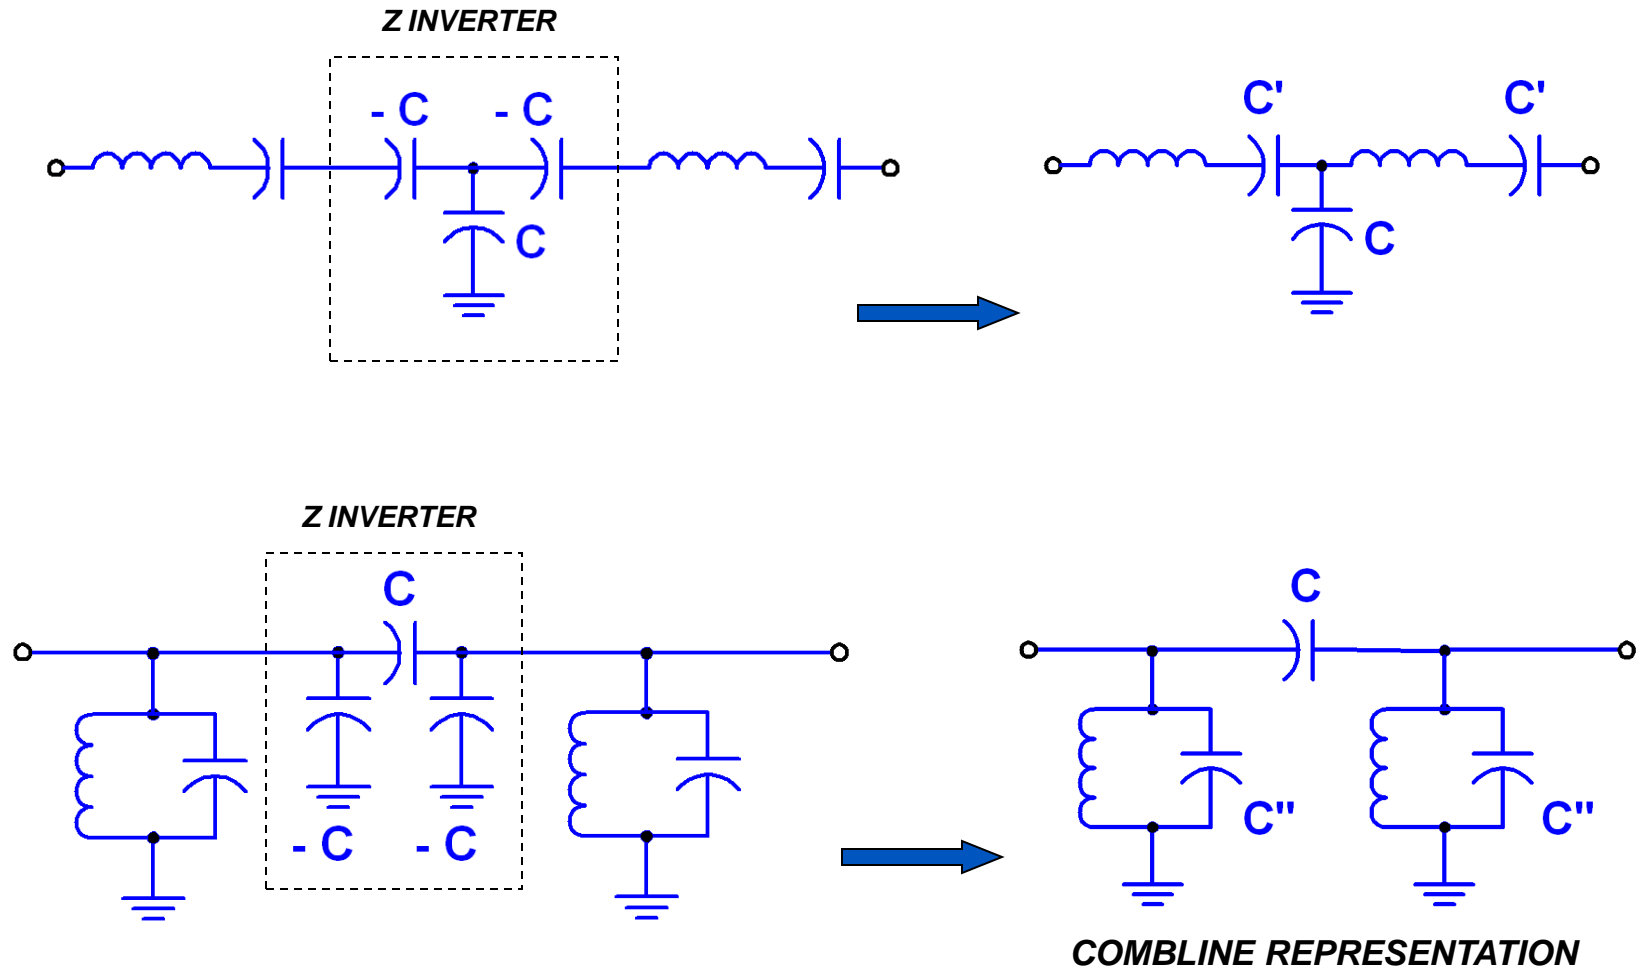 Z INVERTER
- C - C
C
C' C'
C
Z INVERTER
C
- C - C
C
C" C"
COMBLINE REPRESENTATION